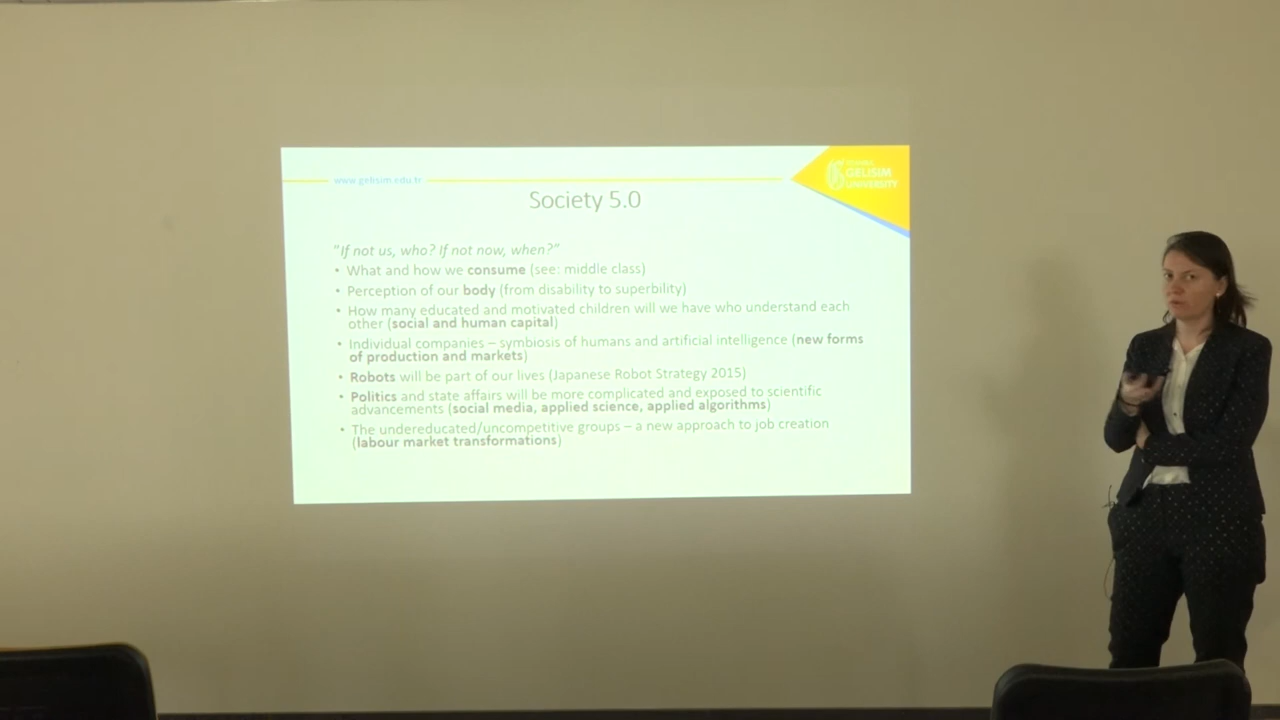 www.gelisim.edu.tr
GELİŞİM
UNIVERSITY
Society 5.0
"If not us, who? If not now, when?"
• What and how we consume (see: middle class)
• Perception of our body (from disability to superbility)
• How many educated and motivated children will we have who understand each
other (social and human capital)
• Individual companies – symbiosis of humans and artificial intelligence (new forms
of production and markets)
• Robots will be part of our lives (Japanese Robot Strategy 2015)
• Politics and state affairs will be more complicated and exposed to scientific
advancements (social media, applied science, applied algorithms)
• The undereducated/uncompetitive groups – a new approach to job creation
(labour market transformations)